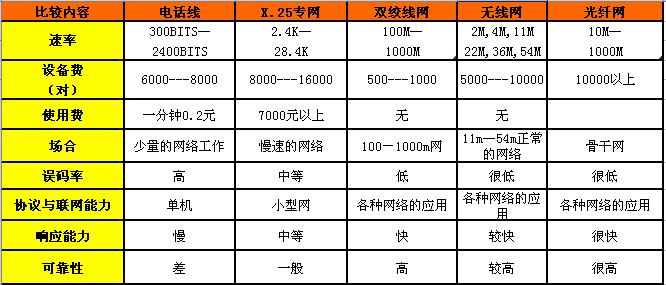 比较内容 电话线 X.25专网 双绞线网 无线网 光纤网
速率 300BITS— 2400BITS 2.4K— 28.4K 100M— 1000M 2M,4M,11M 22M,36M,54M 10M— 1000M
设备费 (对) 6000---8000 8000---16000 500---1000 5000---10000 10000以上
使用费 一分钟0.2元 7000元以上 无 无
场合 少量的网络工作 慢速的网络 100—1000m网 11m—54m正常的网络 骨干网
误码率 高 中等 低 很低 很低
协议与联网能力 单机 小型网 各种网络的应用 各种网络的应用 各种网络的应用
响应能力 慢 中等 快 较快 很快
可靠性 差 一般 高 较高 很高